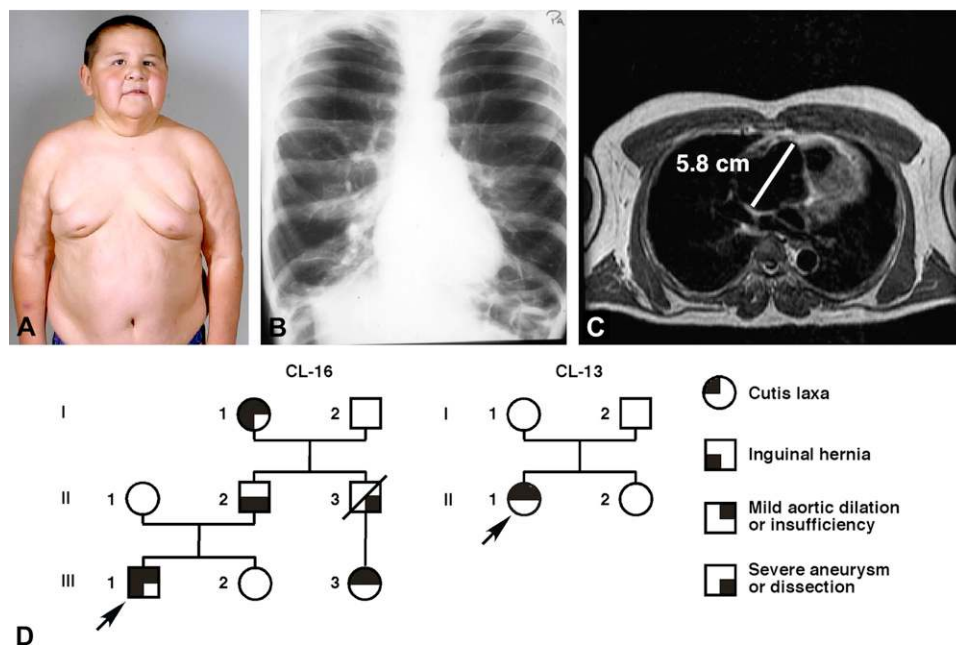 PA
5.8 cm
A
B
C
CL-16
CL-13
I
1
2
I
1
2
Cutis laxa
II
1
2
3
II
1
2
Inguinal hernia
Mild aortic dilation
or insufficiency
III
1
2
3
Severe aneurysm
or dissection
D